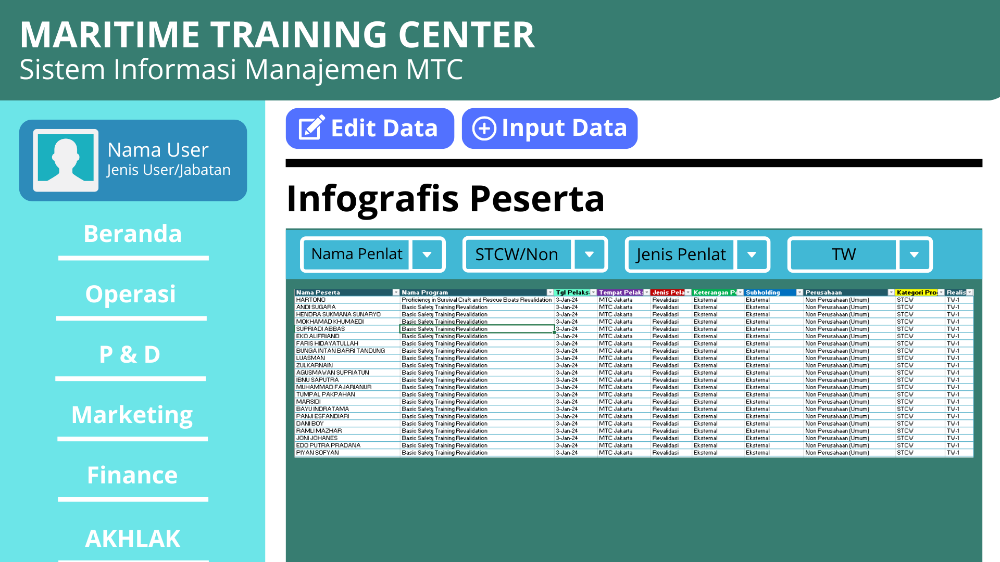 MARITIME TRAINING CENTER
Sistem Informasi Manajemen MTC
Nama User
Jenis User/Jabatan
Beranda
Operasi
P & D
Marketing
Finance
AKHLAK
Edit Data
Input Data
Infografis Peserta
Nama Penlat
STCW/Non
Jenis Penlat
TW
Nama Peserta Nama Program Tgl Pelaks Tempat Pelaks Jenis Pela Keterangan P Subholding Perusahaan Kategori Pro Realis
HARTONO Proficiency in Survival Craft and Rescue Boats Revalidation 3-Jan-24 MTC Jakarta Revalidasi Eksternal Eksternal Non Perusahaan (Umum) STCW TW-1
ANDI SUGARA Basic Safety Training Revalidation 3-Jan-24 MTC Jakarta Revalidasi Eksternal Eksternal Non Perusahaan (Umum) STCW TW-1
HENDRA SUKMANA SUNARYO Basic Safety Training Revalidation 3-Jan-24 MTC Jakarta Revalidasi Eksternal Eksternal Non Perusahaan (Umum) STCW TW-1
MOKHAMAD KHUMAEDI Basic Safety Training Revalidation 3-Jan-24 MTC Jakarta Revalidasi Eksternal Eksternal Non Perusahaan (Umum) STCW TW-1
SUPRIADI ABBAS Basic Safety Training Revalidation 3-Jan-24 MTC Jakarta Revalidasi Eksternal Eksternal Non Perusahaan (Umum) STCW TW-1
EKO ALIFRIAND Basic Safety Training Revalidation 3-Jan-24 MTC Jakarta Revalidasi Eksternal Eksternal Non Perusahaan (Umum) STCW TW-1
FARIS HIDAYATULLAH Basic Safety Training Revalidation 3-Jan-24 MTC Jakarta Revalidasi Eksternal Eksternal Non Perusahaan (Umum) STCW TW-1
BUNGA INTAN BARRI TANDUNG Basic Safety Training Revalidation 3-Jan-24 MTC Jakarta Revalidasi Eksternal Eksternal Non Perusahaan (Umum) STCW TW-1
LUASMAN Basic Safety Training Revalidation 3-Jan-24 MTC Jakarta Revalidasi Eksternal Eksternal Non Perusahaan (Umum) STCW TW-1
ZULKARNAIN Basic Safety Training Revalidation 3-Jan-24 MTC Jakarta Revalidasi Eksternal Eksternal Non Perusahaan (Umum) STCW TW-1
AGUSMAWAN SUPRIATUN Basic Safety Training Revalidation 3-Jan-24 MTC Jakarta Revalidasi Eksternal Eksternal Non Perusahaan (Umum) STCW TW-1
IBNU SAPUTRA Basic Safety Training Revalidation 3-Jan-24 MTC Jakarta Revalidasi Eksternal Eksternal Non Perusahaan (Umum) STCW TW-1
MUHAMMAD FAJARIANUR Basic Safety Training Revalidation 3-Jan-24 MTC Jakarta Revalidasi Eksternal Eksternal Non Perusahaan (Umum) STCW TW-1
TUMPAL PAKPAHAN Basic Safety Training Revalidation 3-Jan-24 MTC Jakarta Revalidasi Eksternal Eksternal Non Perusahaan (Umum) STCW TW-1
MARSIDI Basic Safety Training Revalidation 3-Jan-24 MTC Jakarta Revalidasi Eksternal Eksternal Non Perusahaan (Umum) STCW TW-1
BAYU INDRATAMA Basic Safety Training Revalidation 3-Jan-24 MTC Jakarta Revalidasi Eksternal Eksternal Non Perusahaan (Umum) STCW TW-1
PANJI ESFANDIARI Basic Safety Training Revalidation 3-Jan-24 MTC Jakarta Revalidasi Eksternal Eksternal Non Perusahaan (Umum) STCW TW-1
DANI BOY Basic Safety Training Revalidation 3-Jan-24 MTC Jakarta Revalidasi Eksternal Eksternal Non Perusahaan (Umum) STCW TW-1
RAMLI MAZHAR Basic Safety Training Revalidation 3-Jan-24 MTC Jakarta Revalidasi Eksternal Eksternal Non Perusahaan (Umum) STCW TW-1
JONI JOHANES Basic Safety Training Revalidation 3-Jan-24 MTC Jakarta Revalidasi Eksternal Eksternal Non Perusahaan (Umum) STCW TW-1
EDO PUTRA PRADANA Basic Safety Training Revalidation 3-Jan-24 MTC Jakarta Revalidasi Eksternal Eksternal Non Perusahaan (Umum) STCW TW-1
PIYAN SOFYAN Basic Safety Training Revalidation 3-Jan-24 MTC Jakarta Revalidasi Eksternal Eksternal Non Perusahaan (Umum) STCW TW-1